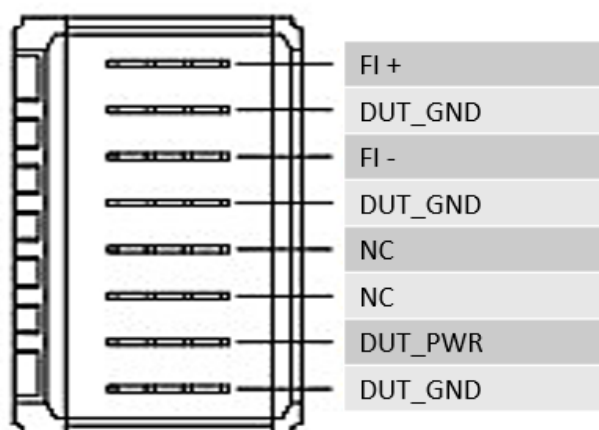 FI +
DUT_GND
FI -
DUT_GND
NC
NC
DUT_PWR
DUT_GND